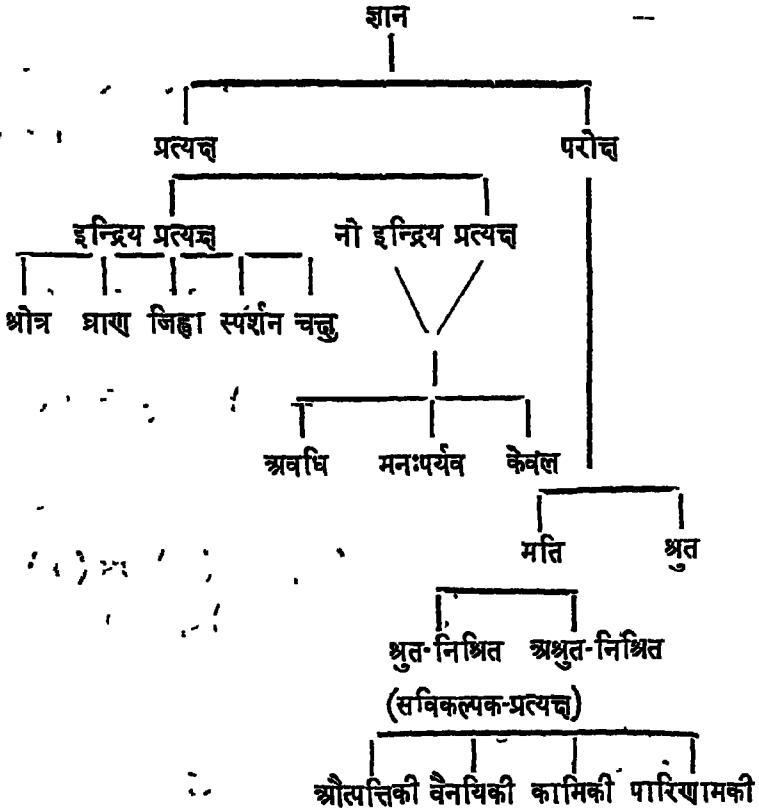 ज्ञान
प्रत्यक्ष परोक्ष
इन्द्रिय प्रत्यक्ष नो इन्द्रिय प्रत्यक्ष
श्रोत्र घ्राण जिह्वा स्पर्शन चक्षु
अवधि मनःपर्यव केवल
मति श्रुत
श्रुत-निश्रित अश्रुत-निश्रित
(सविकल्पक-प्रत्यक्ष)
औत्पत्तिकी वैनयिकी कामिकी पारिणामकी